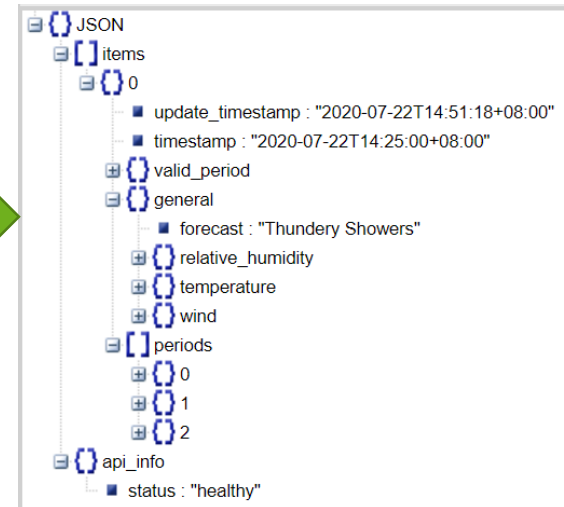 JSON
items
0
update_timestamp : "2020-07-22T14:51:18+08:00"
timestamp : "2020-07-22T14:25:00+08:00"
valid_period
general
forecast : "Thundery Showers"
relative_humidity
temperature
wind
periods
0
1
2
api_info
status : "healthy"